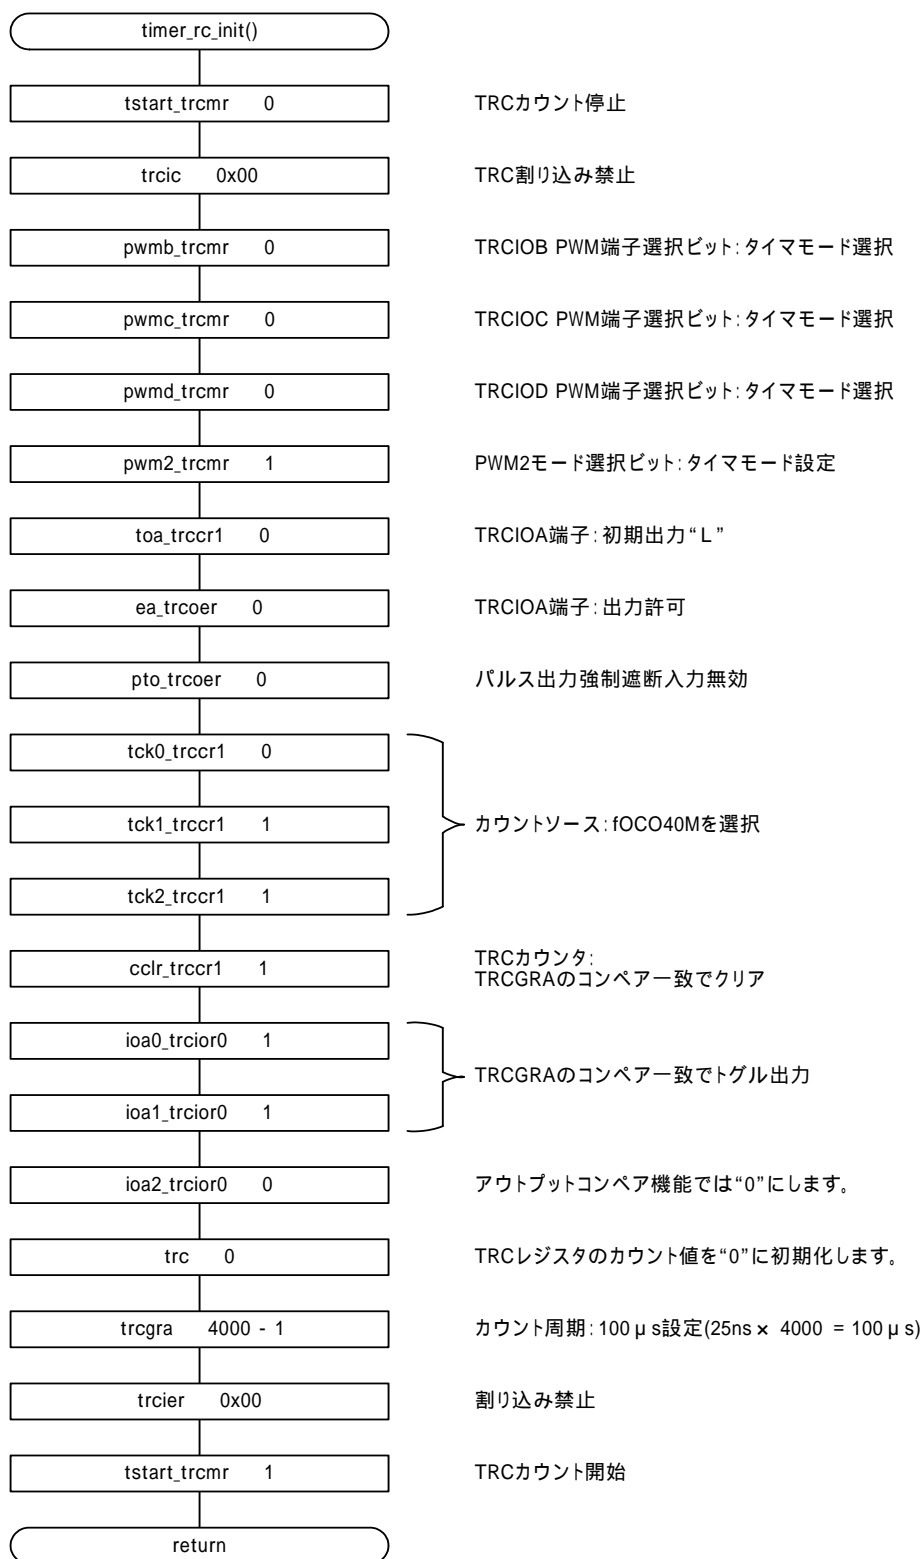 timer_rc_init()
tstart_trcmr 0 TRCカウント停止
trcic 0x00 TRC割り込み禁止
pwmb_trcmr 0 TRCIOB PWM端子選択ビット:タイマモード選択
pwmc_trcmr 0 TRCIOC PWM端子選択ビット:タイマモード選択
pwmd_trcmr 0 TRCIOD PWM端子選択ビット:タイマモード選択
pwm2_trcmr 1 PWM2モード選択ビット:タイマモード設定
toa_trccr1 0 TRCIOA端子:初期出力“L”
ea_trcoer 0 TRCIOA端子:出力許可
pto_trcoer 0 パルス出力強制遮断入力無効
tck0_trccr1 0
tck1_trccr1 1 カウントソース:fOCO40Mを選択
tck2_trccr1 1
cclr_trccr1 1 TRCカウンタ:
TRCGRAのコンペア一致でクリア
ioa0_trcior0 1
TRCGRAのコンペア一致でトグル出力
ioa1_trcior0 1
ioa2_trcior0 0 アウトプットコンペア機能では“0”にします。
trc 0 TRCレジスタのカウント値を“0”に初期化します。
trcgra 4000 - 1 カウント周期:100μs設定(25ns× 4000 = 100μs)
trcier 0x00 割り込み禁止
tstart_trcmr 1 TRCカウント開始
return